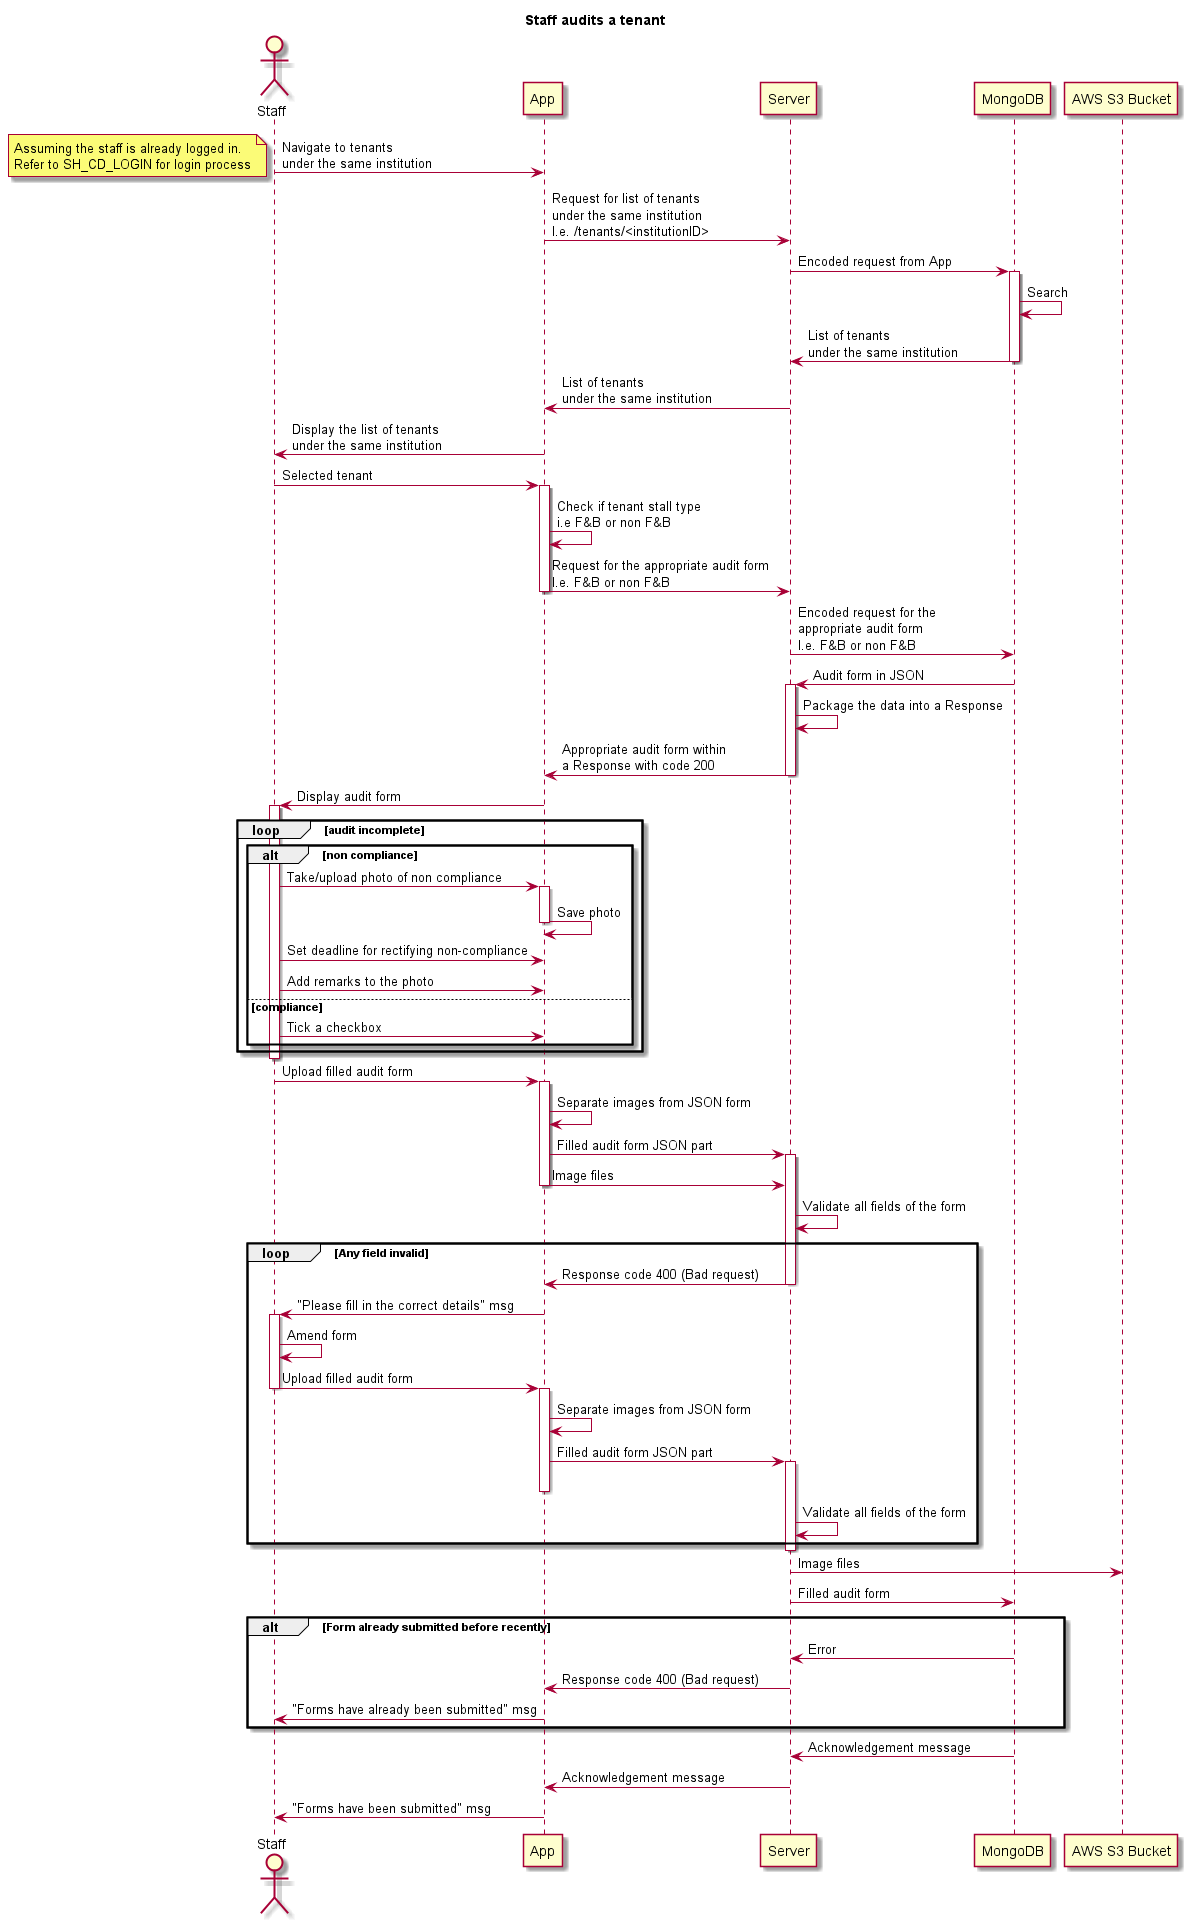 Staff audits a tenant
Staff
App
Server
MongoDB
AWS S3 Bucket
Assuming the staff is already logged in.
Refer to SH_CD_LOGIN for login process
Navigate to tenants
under the same institution
Request for list of tenants
under the same institution
I.e. /tenants/<institutionID>
Encoded request from App
Search
List of tenants
under the same institution
List of tenants
under the same institution
Display the list of tenants
under the same institution
Selected tenant
Check if tenant stall type
i.e F&B or non F&B
Request for the appropriate audit form
I.e. F&B or non F&B
Encoded request for the
appropriate audit form
I.e. F&B or non F&B
Audit form in JSON
Package the data into a Response
Appropriate audit form within
a Response with code 200
Display audit form
loop [audit incomplete]
alt [non compliance]
Take/upload photo of non compliance
Save photo
Set deadline for rectifying non-compliance
Add remarks to the photo
[compliance]
Tick a checkbox
Upload filled audit form
Separate images from JSON form
Filled audit form JSON part
Image files
Validate all fields of the form
loop [Any field invalid]
Response code 400 (Bad request)
"Please fill in the correct details" msg
Amend form
Upload filled audit form
Separate images from JSON form
Filled audit form JSON part
Validate all fields of the form
Image files
Filled audit form
alt [Form already submitted before recently]
Error
Response code 400 (Bad request)
"Forms have already been submitted" msg
Acknowledgement message
Acknowledgement message
"Forms have been submitted" msg
Staff
App
Server
MongoDB
AWS S3 Bucket